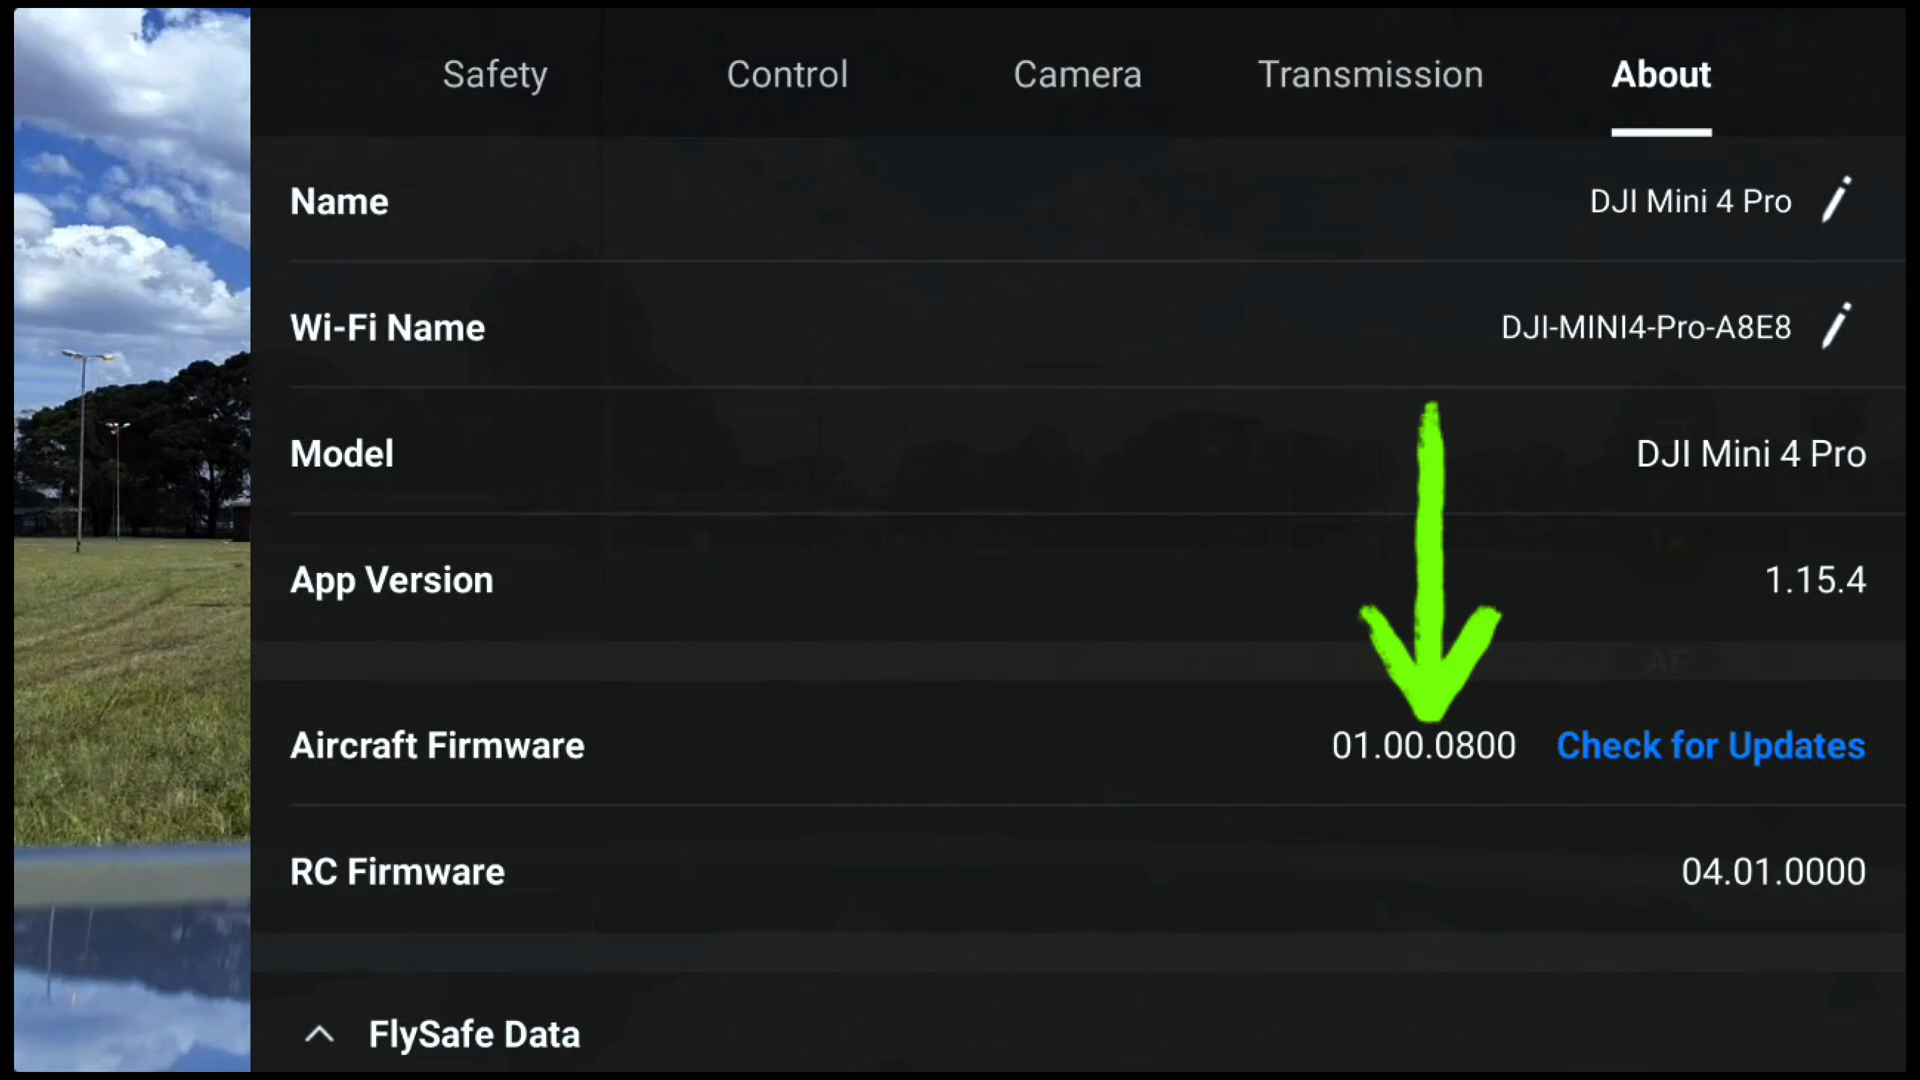 Safety Control Camera Transmission About
Name DJI Mini 4 Pro
Wi-Fi Name DJI-MINI4-Pro-A8E8
Model DJI Mini 4 Pro
App Version 1.15.4
AF
Aircraft Firmware 01.00.0800 Check for Updates
RC Firmware 04.01.0000
FlySafe Data